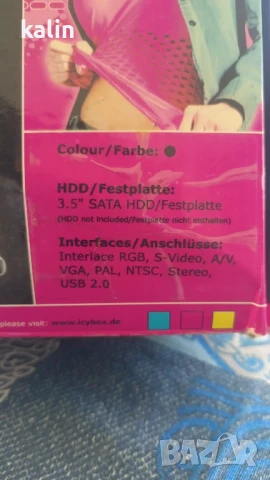 kalin
Colour/Farbe:
HDD/Festplatte:
3.5" SATA HDD/Festplatte
(HDD not included/Festplatte nicht enthalten)
Interfaces/Anschlüsse:
Interlace RGB, S-Video, A/V,
VGA, PAL, NTSC, Stereo,
USB 2.0
please visit: www.icybox.de
BAZAR